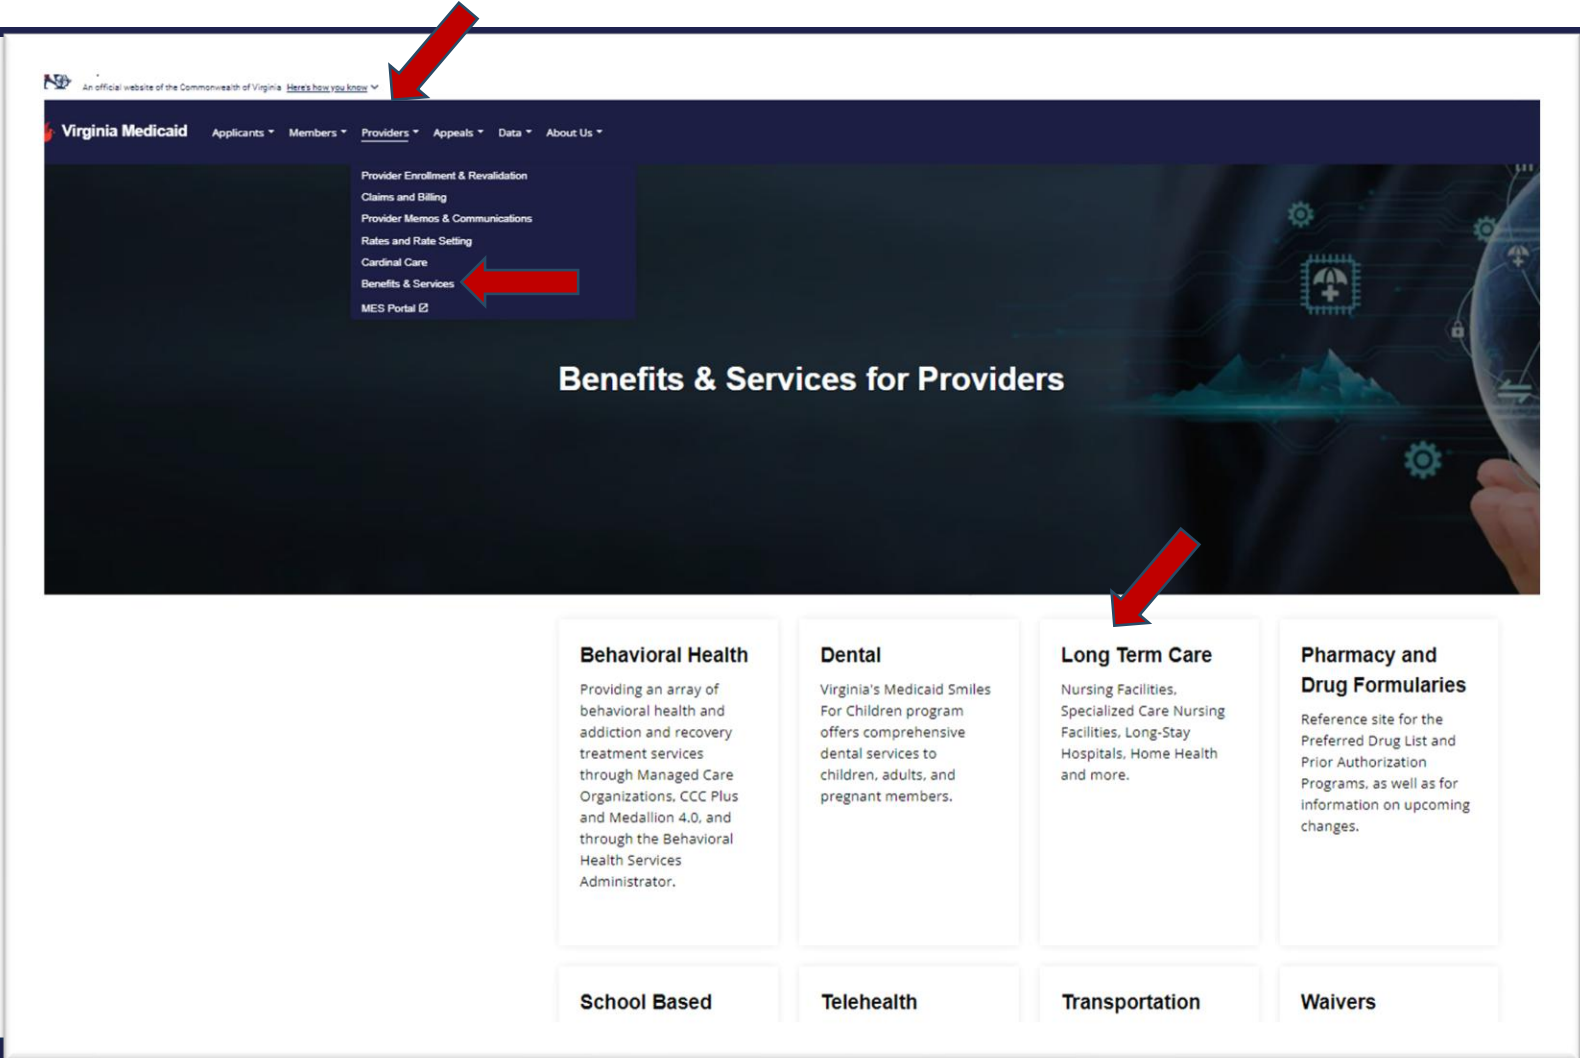 An official website of the Commonwealth of Virginia Here's how you know
Virginia Medicaid Applicants Members Providers Appeals Data About Us
Provider Enrollment & Revalidation
Claims and Billing
Provider Memos & Communications
Rates and Rate Setting
Cardinal Care
Benefits & Services
MES Portal
Benefits & Services for Providers
Behavioral Health
Providing an array of
behavioral health and
addiction and recovery
treatment services
through Managed Care
Organizations, CCC Plus
and Medallion 4.0, and
through the Behavioral
Health Services
Administrator.
Dental
Virginia's Medicaid Smiles
For Children program
offers comprehensive
dental services to
children, adults, and
pregnant members.
Long Term Care
Nursing Facilities,
Specialized Care Nursing
Facilities, Long-Stay
Hospitals, Home Health
and more.
Pharmacy and
Drug Formularies
Reference site for the
Preferred Drug List and
Prior Authorization
Programs, as well as for
information on upcoming
changes.
School Based
Telehealth
Transportation
Waivers